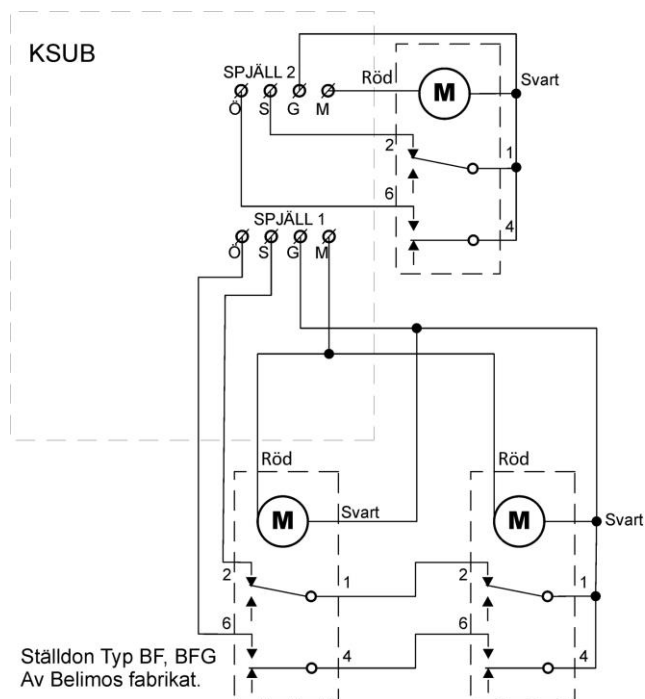 KSUB
SPJÄLL 2
Ö S G M
Röd
M
Svart
2
1
6
4
SPJÄLL 1
Ö S G M
Röd
Röd
M
Svart
M
Svart
2
1
2
1
6
4
6
4
Ställdon Typ BF, BFG
Av Belimos fabrikat.